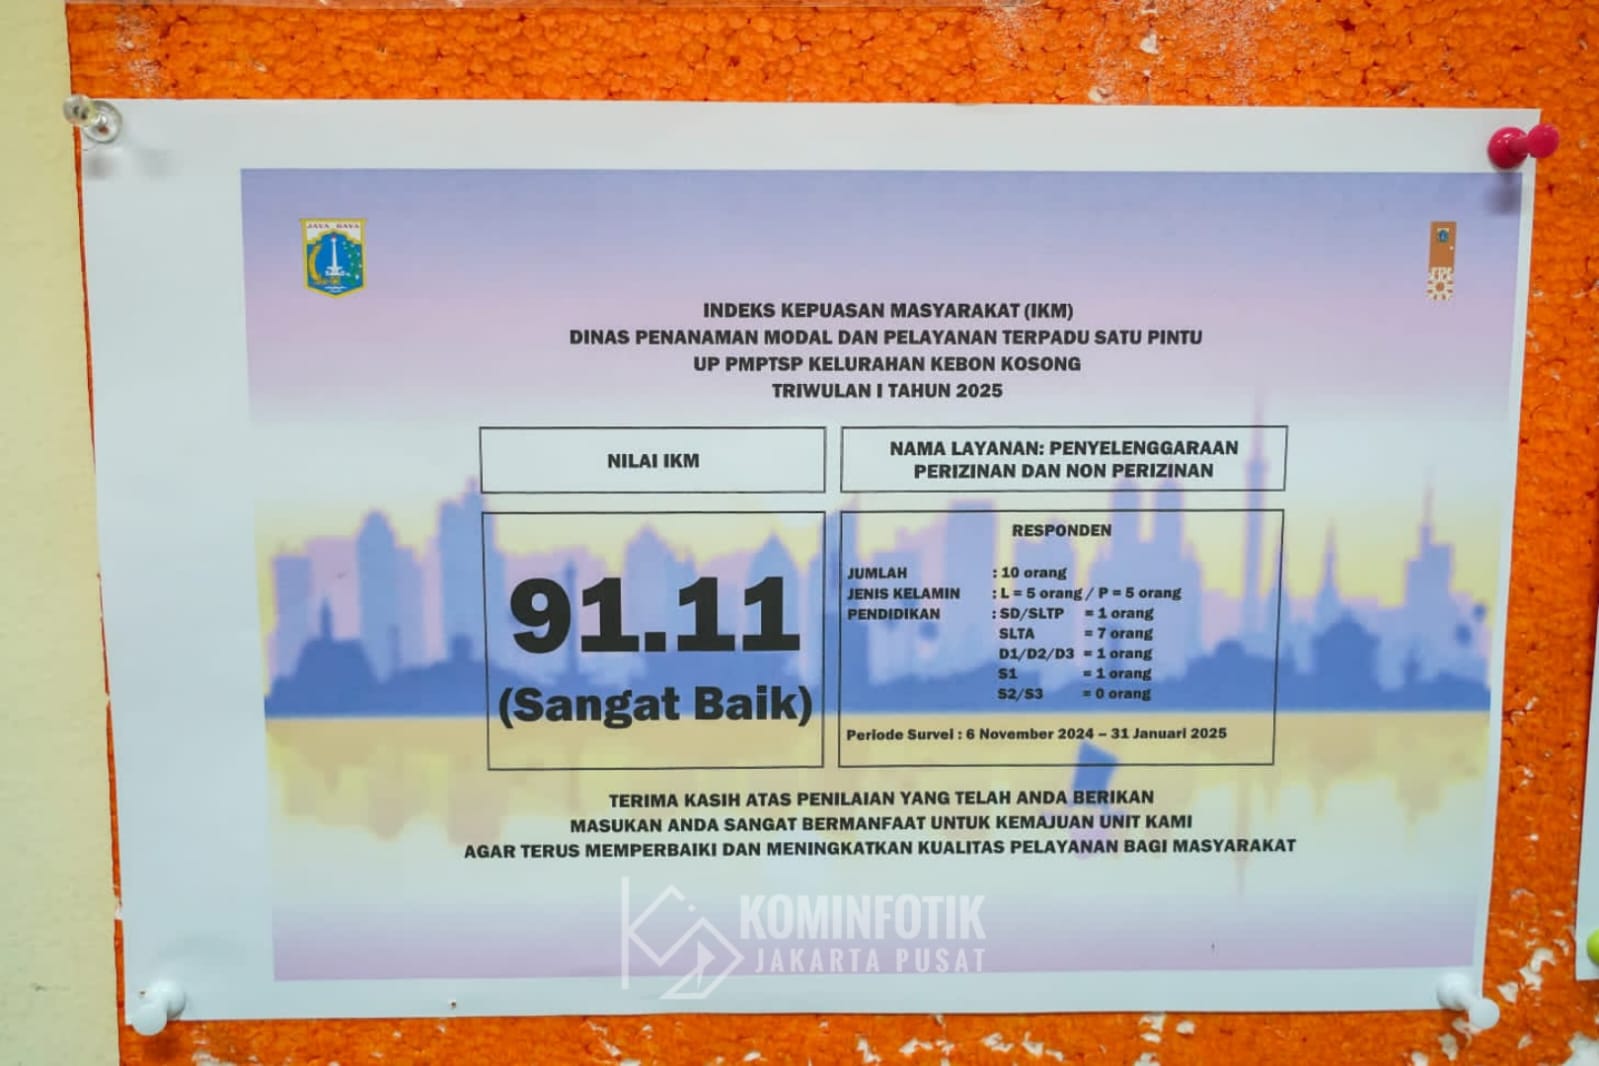 JAYA RAYA
INDEKS KEPUASAN MASYARAKAT (IKM)
DINAS PENANAMAN MODAL DAN PELAYANAN TERPADU SATU PINTU
UP PMPTSP KELURAHAN KEBON KOSONG
TRIWULAN I TAHUN 2025
NILAI IKM
91.11
(Sangat Baik)
NAMA LAYANAN: PENYELENGGARAAN
PERIZINAN DAN NON PERIZINAN
RESPONDEN
JUMLAH : 10 orang
JENIS KELAMIN : L = 5 orang / P = 5 orang
PENDIDIKAN : SD/SLTP = 1 orang
SLTA = 7 orang
D1/D2/D3 = 1 orang
S1 = 1 orang
S2/S3 = 0 orang
Periode Survei : 6 November 2024 – 31 Januari 2025
TERIMA KASIH ATAS PENILAIAN YANG TELAH ANDA BERIKAN
MASUKAN ANDA SANGAT BERMANFAAT UNTUK KEMAJUAN UNIT KAMI
AGAR TERUS MEMPERBAIKI DAN MENINGKATKAN KUALITAS PELAYANAN BAGI MASYARAKAT
KOMINFOTIK
JAKARTA PUSAT